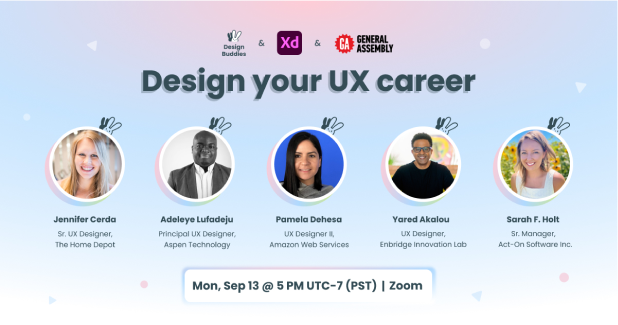 Design
Buddies
&
Xd
&
GA
GENERAL
ASSEMBLY
Design your UX career
Jennifer Cerda
Sr. UX Designer,
The Home Depot
Adeleye Lufadeju
Principal UX Designer,
Aspen Technology
Pamela Dehesa
UX Designer II,
Amazon Web Services
Yared Akalou
UX Designer,
Enbridge Innovation Lab
Sarah F. Holt
Sr. Manager,
Act-On Software Inc.
Mon, Sep 13 @ 5 PM UTC-7 (PST) | Zoom